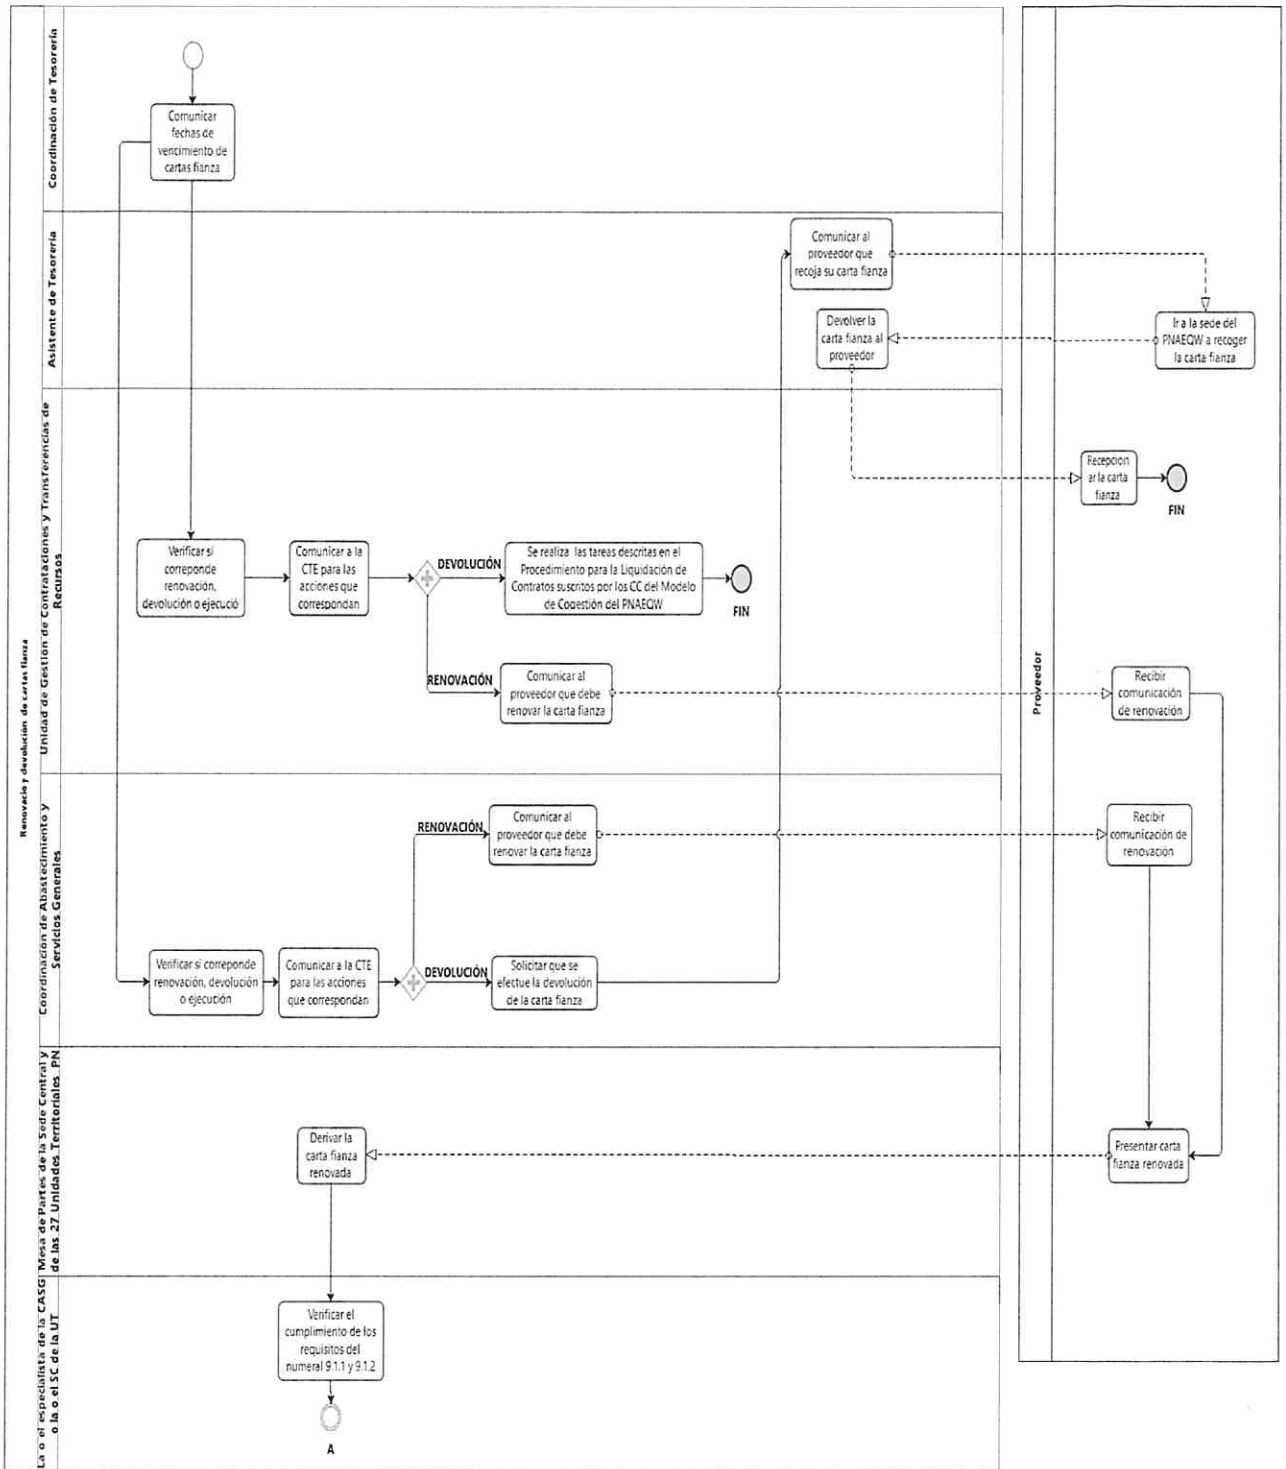 Renovacio y devolución de cartas fianza
Coordinación de Tesorería
Comunicar
fechas de
vencimiento de
cartas fianza
Asistente de Tesorería
Comunicar al
proveedor que
recoja su carta fianza
Devolver la
carta fianza al
proveedor
Unidad de Gestión de Contrataciones y Transferencias de
Recursos
Verificar si
correponde
renovación,
devolución o ejecució
Comunicar a la
CTE para las
acciones que
correspondan
DEVOLUCIÓN
Se realiza las tareas descritas en el
Procedimiento para la Liquidación de
Contratos suscritos por los CC del Modelo
de Cogestión del PNAEQW
FIN
RENOVACIÓN
Comunicar al
proveedor que debe
renovar la carta fianza
Coordinación de Abastecimiento y
Servicios Generales
RENOVACIÓN
Comunicar al
proveedor que debe
renovar la carta fianza
Verificar si correponde
renovación, devolución
o ejecución
Comunicar a la CTE
para las acciones
que correspondan
DEVOLUCIÓN
Solicitar que se
efectue la devolución
de la carta fianza
Mesa de Partes de la Sede Central y
de las 27 Unidades Territoriales PN
Derivar la
carta fianza
renovada
La o el especialista de la CASG
o la o el SC de la UT
Verificar el
cumplimiento de los
requisitos del
numeral 9.1.1 y 9.1.2
A
Proveedor
Ir a la sede del
PNAEQW a recoger
la carta fianza
Recepcion
ar la carta
fianza
FIN
Recibir
comunicación
de renovación
Recibir
comunicación de
renovación
Presentar carta
fianza renovada